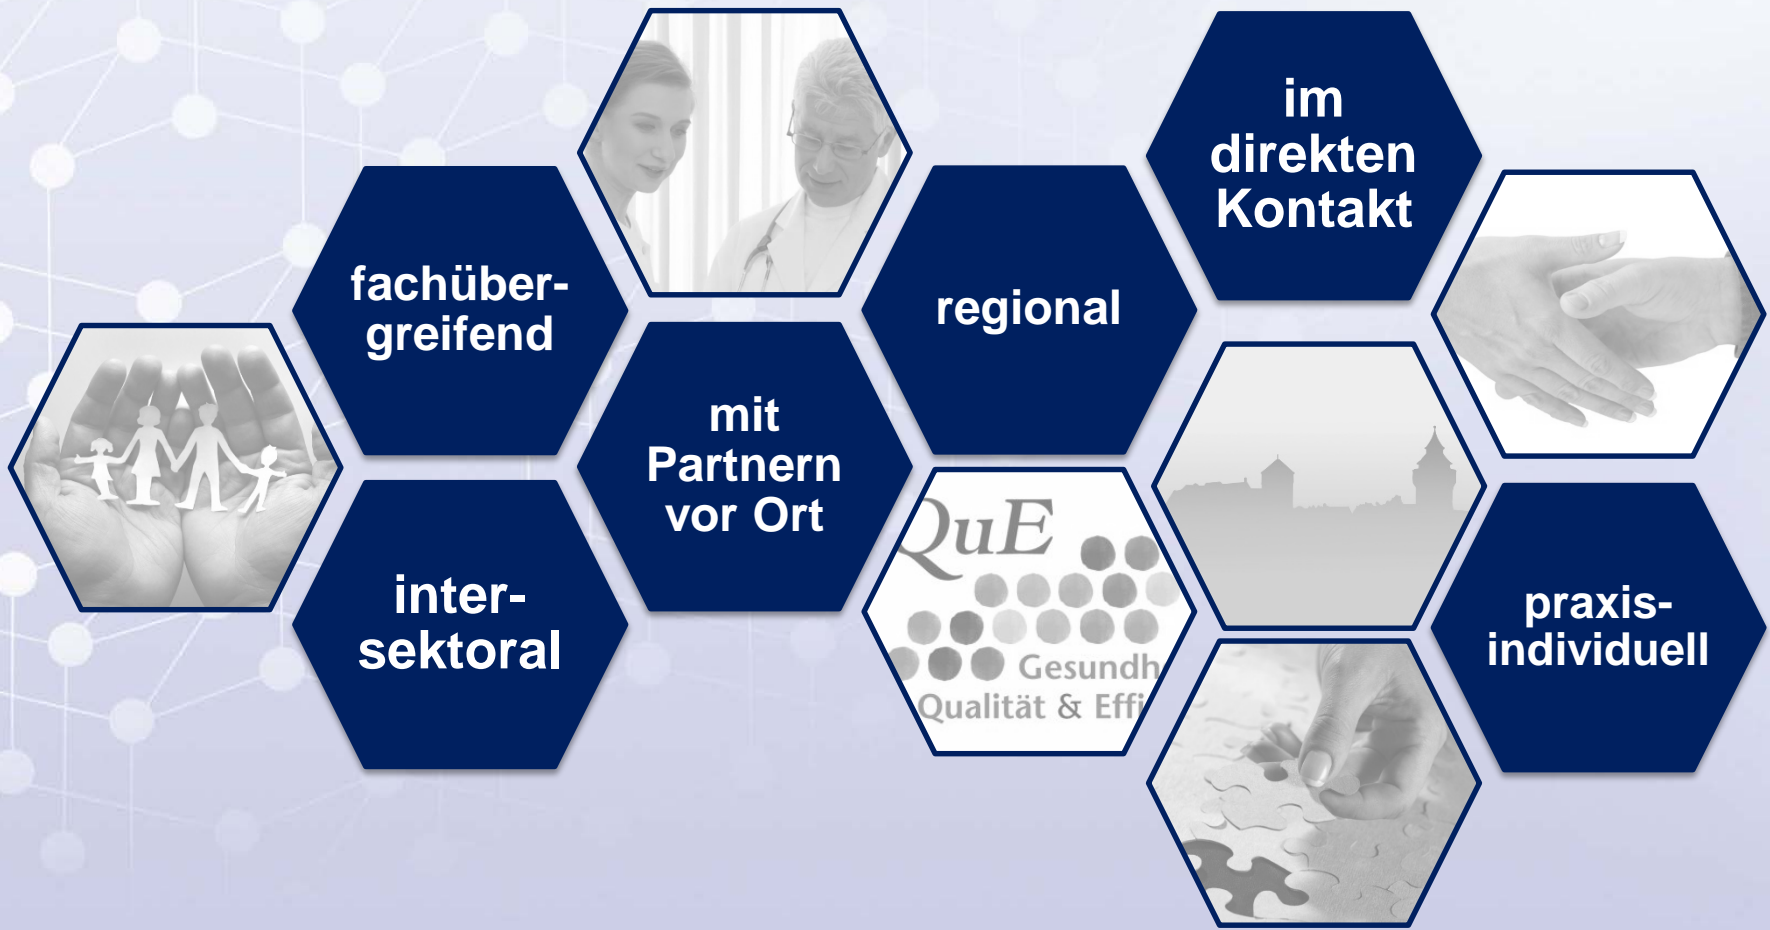 fachüber-
greifend
inter-
sektoral
mit
Partnern
vor Ort
regional
QuE
Gesundh
Qualität & Effi
im
direkten
Kontakt
praxis-
individuell